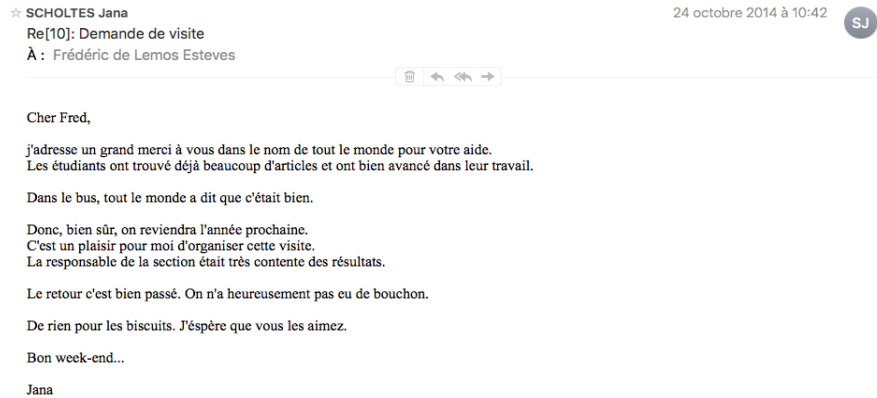 SCHOLTES Jana
24 octobre 2014 à 10:42
SJ
Re[10]: Demande de visite
À : Frédéric de Lemos Esteves
Cher Fred,
j'adresse un grand merci à vous dans le nom de tout le monde pour votre aide.
Les étudiants ont trouvé déjà beaucoup d'articles et ont bien avancé dans leur travail.
Dans le bus, tout le monde a dit que c'était bien.
Donc, bien sûr, on reviendra l'année prochaine.
C'est un plaisir pour moi d'organiser cette visite.
La responsable de la section était très contente des résultats.
Le retour c'est bien passé. On n'a heureusement pas eu de bouchon.
De rien pour les biscuits. J'éspère que vous les aimez.
Bon week-end...
Jana